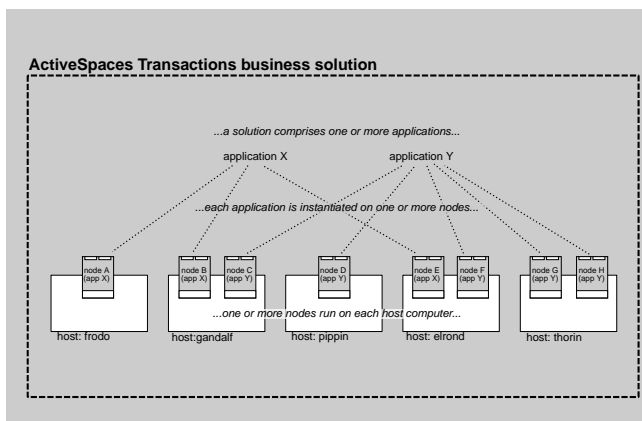 ActiveSpaces Transactions business solution
...a solution comprises one or more applications...
application X
application Y
...each application is instantiated on one or more nodes...
node A
(app X)
node B
(app X)
node C
(app Y)
node D
(app Y)
node E
(app X)
node F
(app Y)
node G
(app Y)
node H
(app Y)
...one or more nodes run on each host computer...
host: frodo
host:gandalf
host: pippin
host: elrond
host: thorin